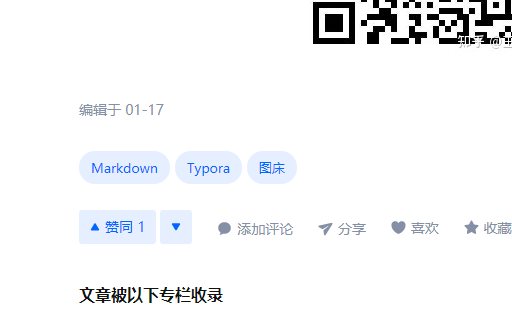 知乎
编辑于 01-17
Markdown Typora 图床
赞同 1 添加评论 分享 喜欢 收藏
文章被以下专栏收录